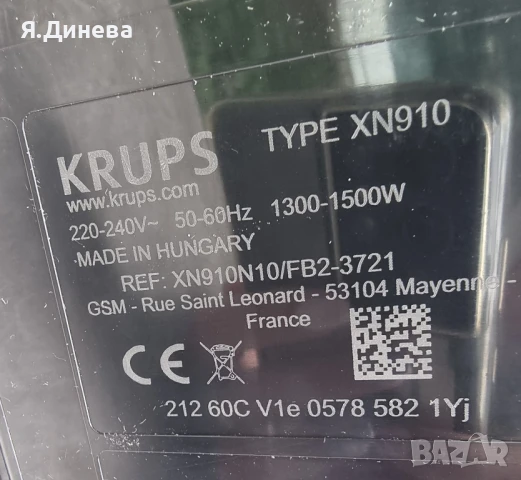 Я.Динева
TYPE XN910
KRUPS
www.krups.com
220-240V~ 50-60Hz 1300-1500W
MADE IN HUNGARY
REF: XN910N10/FB2-3721
GSM - Rue Saint Leonard - 53104 Mayenne -
France
CE
212 60C V1e 0578 582 1Yj
BAZAR